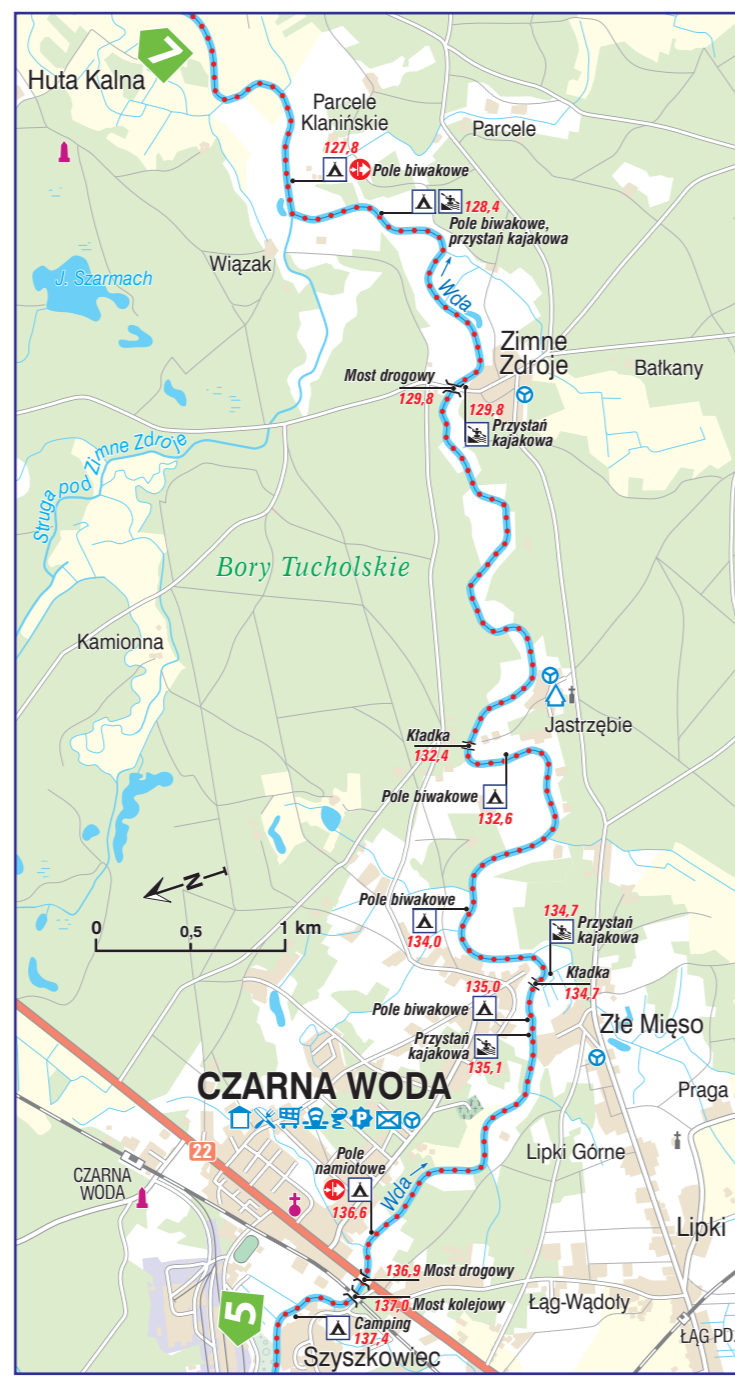 7
Huta Kalna
Parcele
Klanińskie
Parcele
127,8
Pole biwakowe
128,4
Pole biwakowe,
przystań kajakowa
Wiązak
J. Szarmach
Wda
Zimne
Zdroje
Most drogowy
129,8
Bałkany
129,8
Przystań
kajakowa
Struga pod Zimne Zdroje
Bory Tucholskie
Kamionna
Jastrzębie
Kładka
132,4
Pole biwakowe
132,6
N
0 0,5 1 km
Pole biwakowe
134,0
134,7
Przystań
kajakowa
Kładka
134,7
135,0
Pole biwakowe
Przystań
kajakowa
135,1
Złe Mięso
CZARNA WODA
P
Praga
22
Pole
namiotowe
136,6
Wda
Lipki Górne
CZARNA
WODA
Lipki
136,9 Most drogowy
137,0 Most kolejowy
Łąg-Wądoły
5
Camping
137,4
Szyszkowiec
ŁĄG PD.